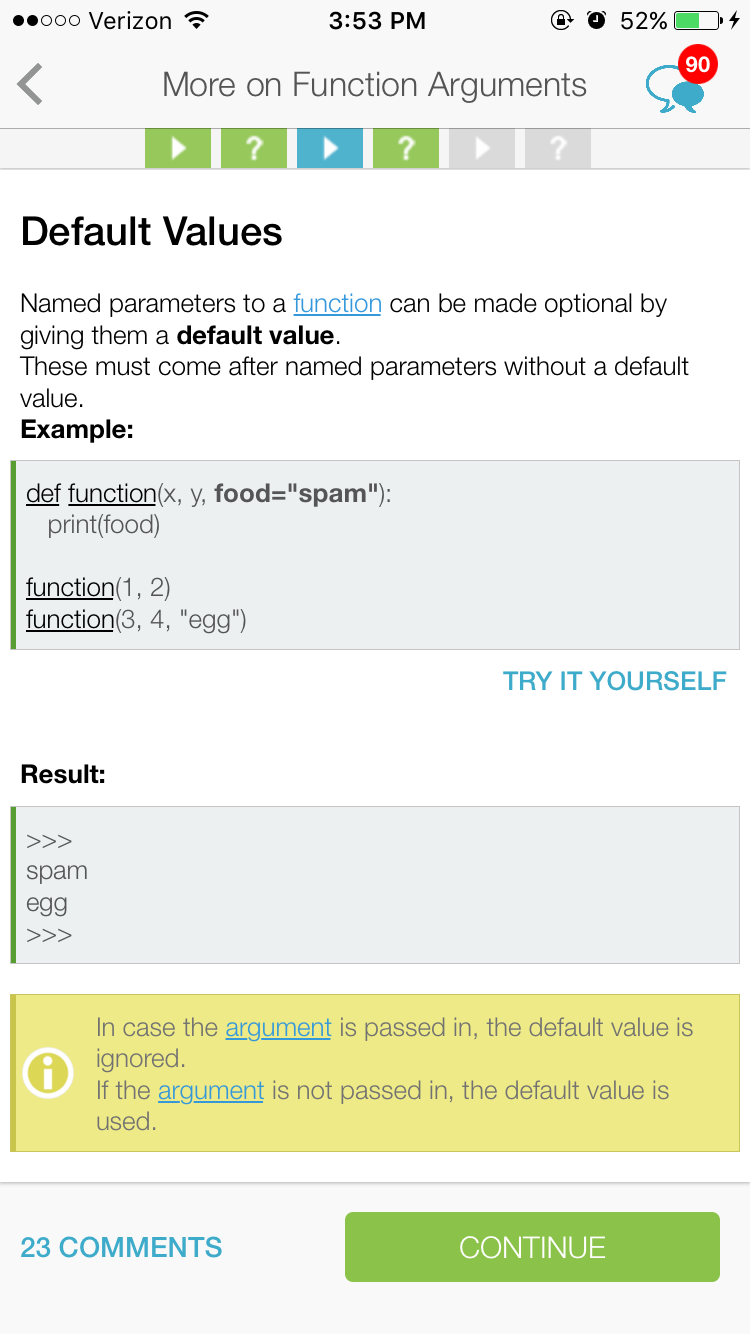 Verizon 3:53 PM 52%
More on Function Arguments 90
? ? ?
Default Values
Named parameters to a function can be made optional by
giving them a default value.
These must come after named parameters without a default
value.
Example:
def function(x, y, food="spam"):
print(food)
function(1, 2)
function(3, 4, "egg")
TRY IT YOURSELF
Result:
>>>
spam
egg
>>>
In case the argument is passed in, the default value is
ignored.
If the argument is not passed in, the default value is
used.
23 COMMENTS CONTINUE